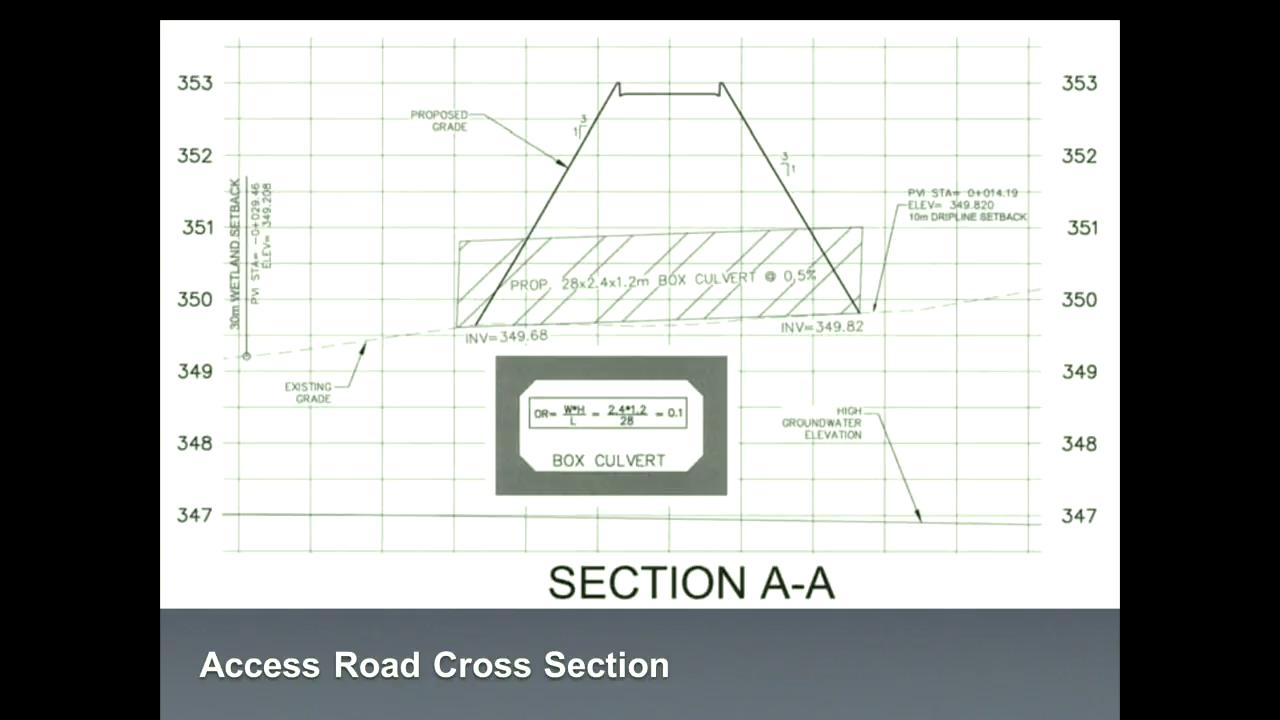 353
353
PROPOSED
GRADE
3
1
352
352
3
1
30m WETLAND SETBACK
PVI STA= -0+029.46
ELEV= 349.208
PVI STA= 0+014.19
ELEV= 349.820
10m DRIPLINE SETBACK
351
351
PROP. 28x2.4x1.2m BOX CULVERT @ 0.5%
350
350
INV=349.68
INV=349.82
349
349
EXISTING
GRADE
OR= W*H = 2.4*1.2 = 0.1
L 28
BOX CULVERT
HIGH
GROUNDWATER
ELEVATION
348
348
347
347
SECTION A-A
Access Road Cross Section